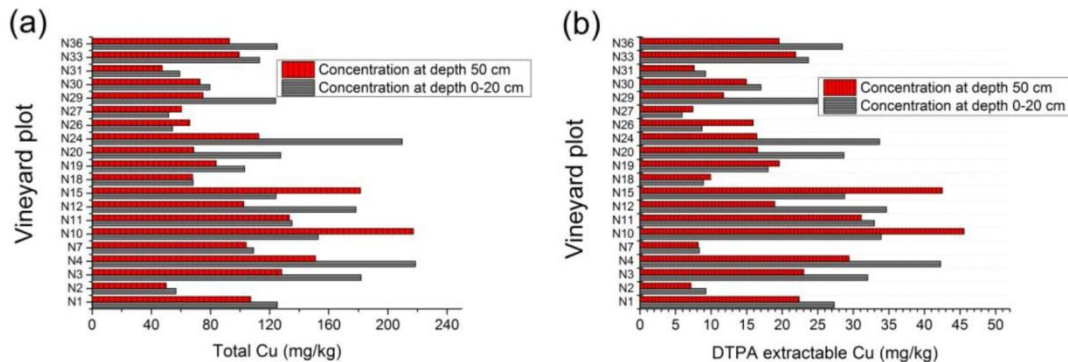 (a)
Vineyard plot
N36
N33
N31
N30
N29
N27
N26
N24
N20
N19
N18
N15
N12
N11
N10
N7
N4
N3
N2
N1
Concentration at depth 50 cm
Concentration at depth 0-20 cm
0 40 80 120 160 200 240
Total Cu (mg/kg)
(b)
Vineyard plot
N36
N33
N31
N30
N29
N27
N26
N24
N20
N19
N18
N15
N12
N11
N10
N7
N4
N3
N2
N1
Concentration at depth 50 cm
Concentration at depth 0-20 cm
0 5 10 15 20 25 30 35 40 45 50
DTPA extractable Cu (mg/kg)